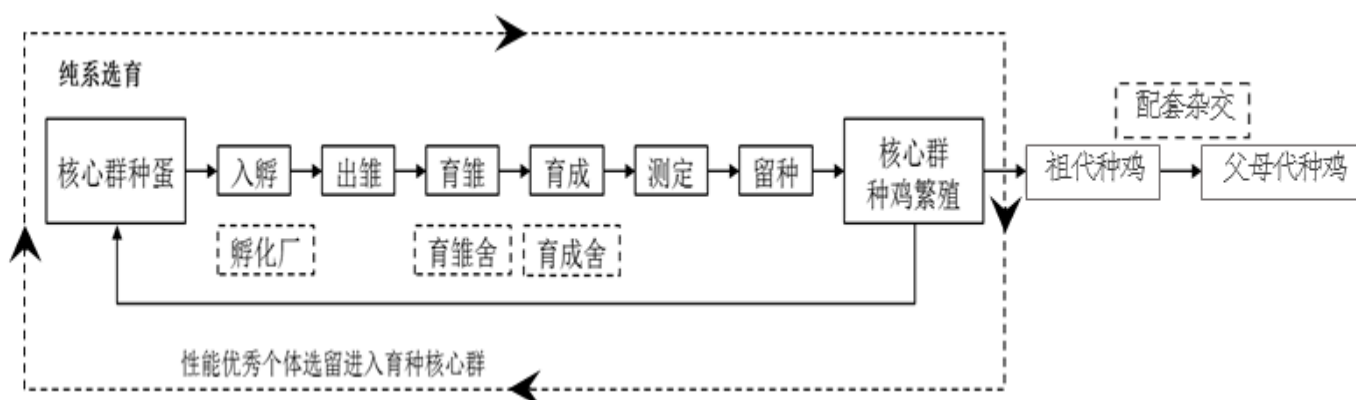 纯系选育
配套杂交
核心群种蛋
入孵
出雏
育雏
育成
测定
留种
核心群
种鸡繁殖
祖代种鸡
父母代种鸡
孵化厂
育雏舍
育成舍
性能优秀个体选留进入育种核心群